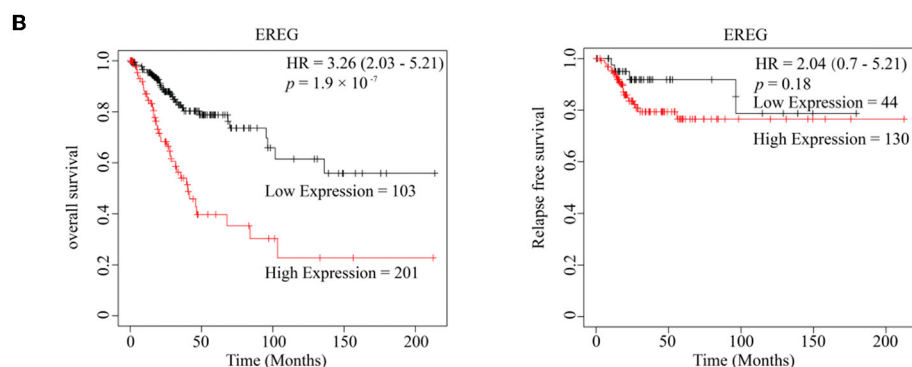 B
EREG
HR = 3.26 (2.03 - 5.21)
p = 1.9 × 10⁻⁷
overall survival
1.0
0.8
0.6
0.4
0.2
0
Low Expression = 103
High Expression = 201
0 50 100 150 200
Time (Months)
EREG
HR = 2.04 (0.7 - 5.21)
p = 0.18
Low Expression = 44
High Expression = 130
Relapse free survival
1.0
0.8
0.6
0.4
0.2
0
0 50 100 150 200
Time (Months)